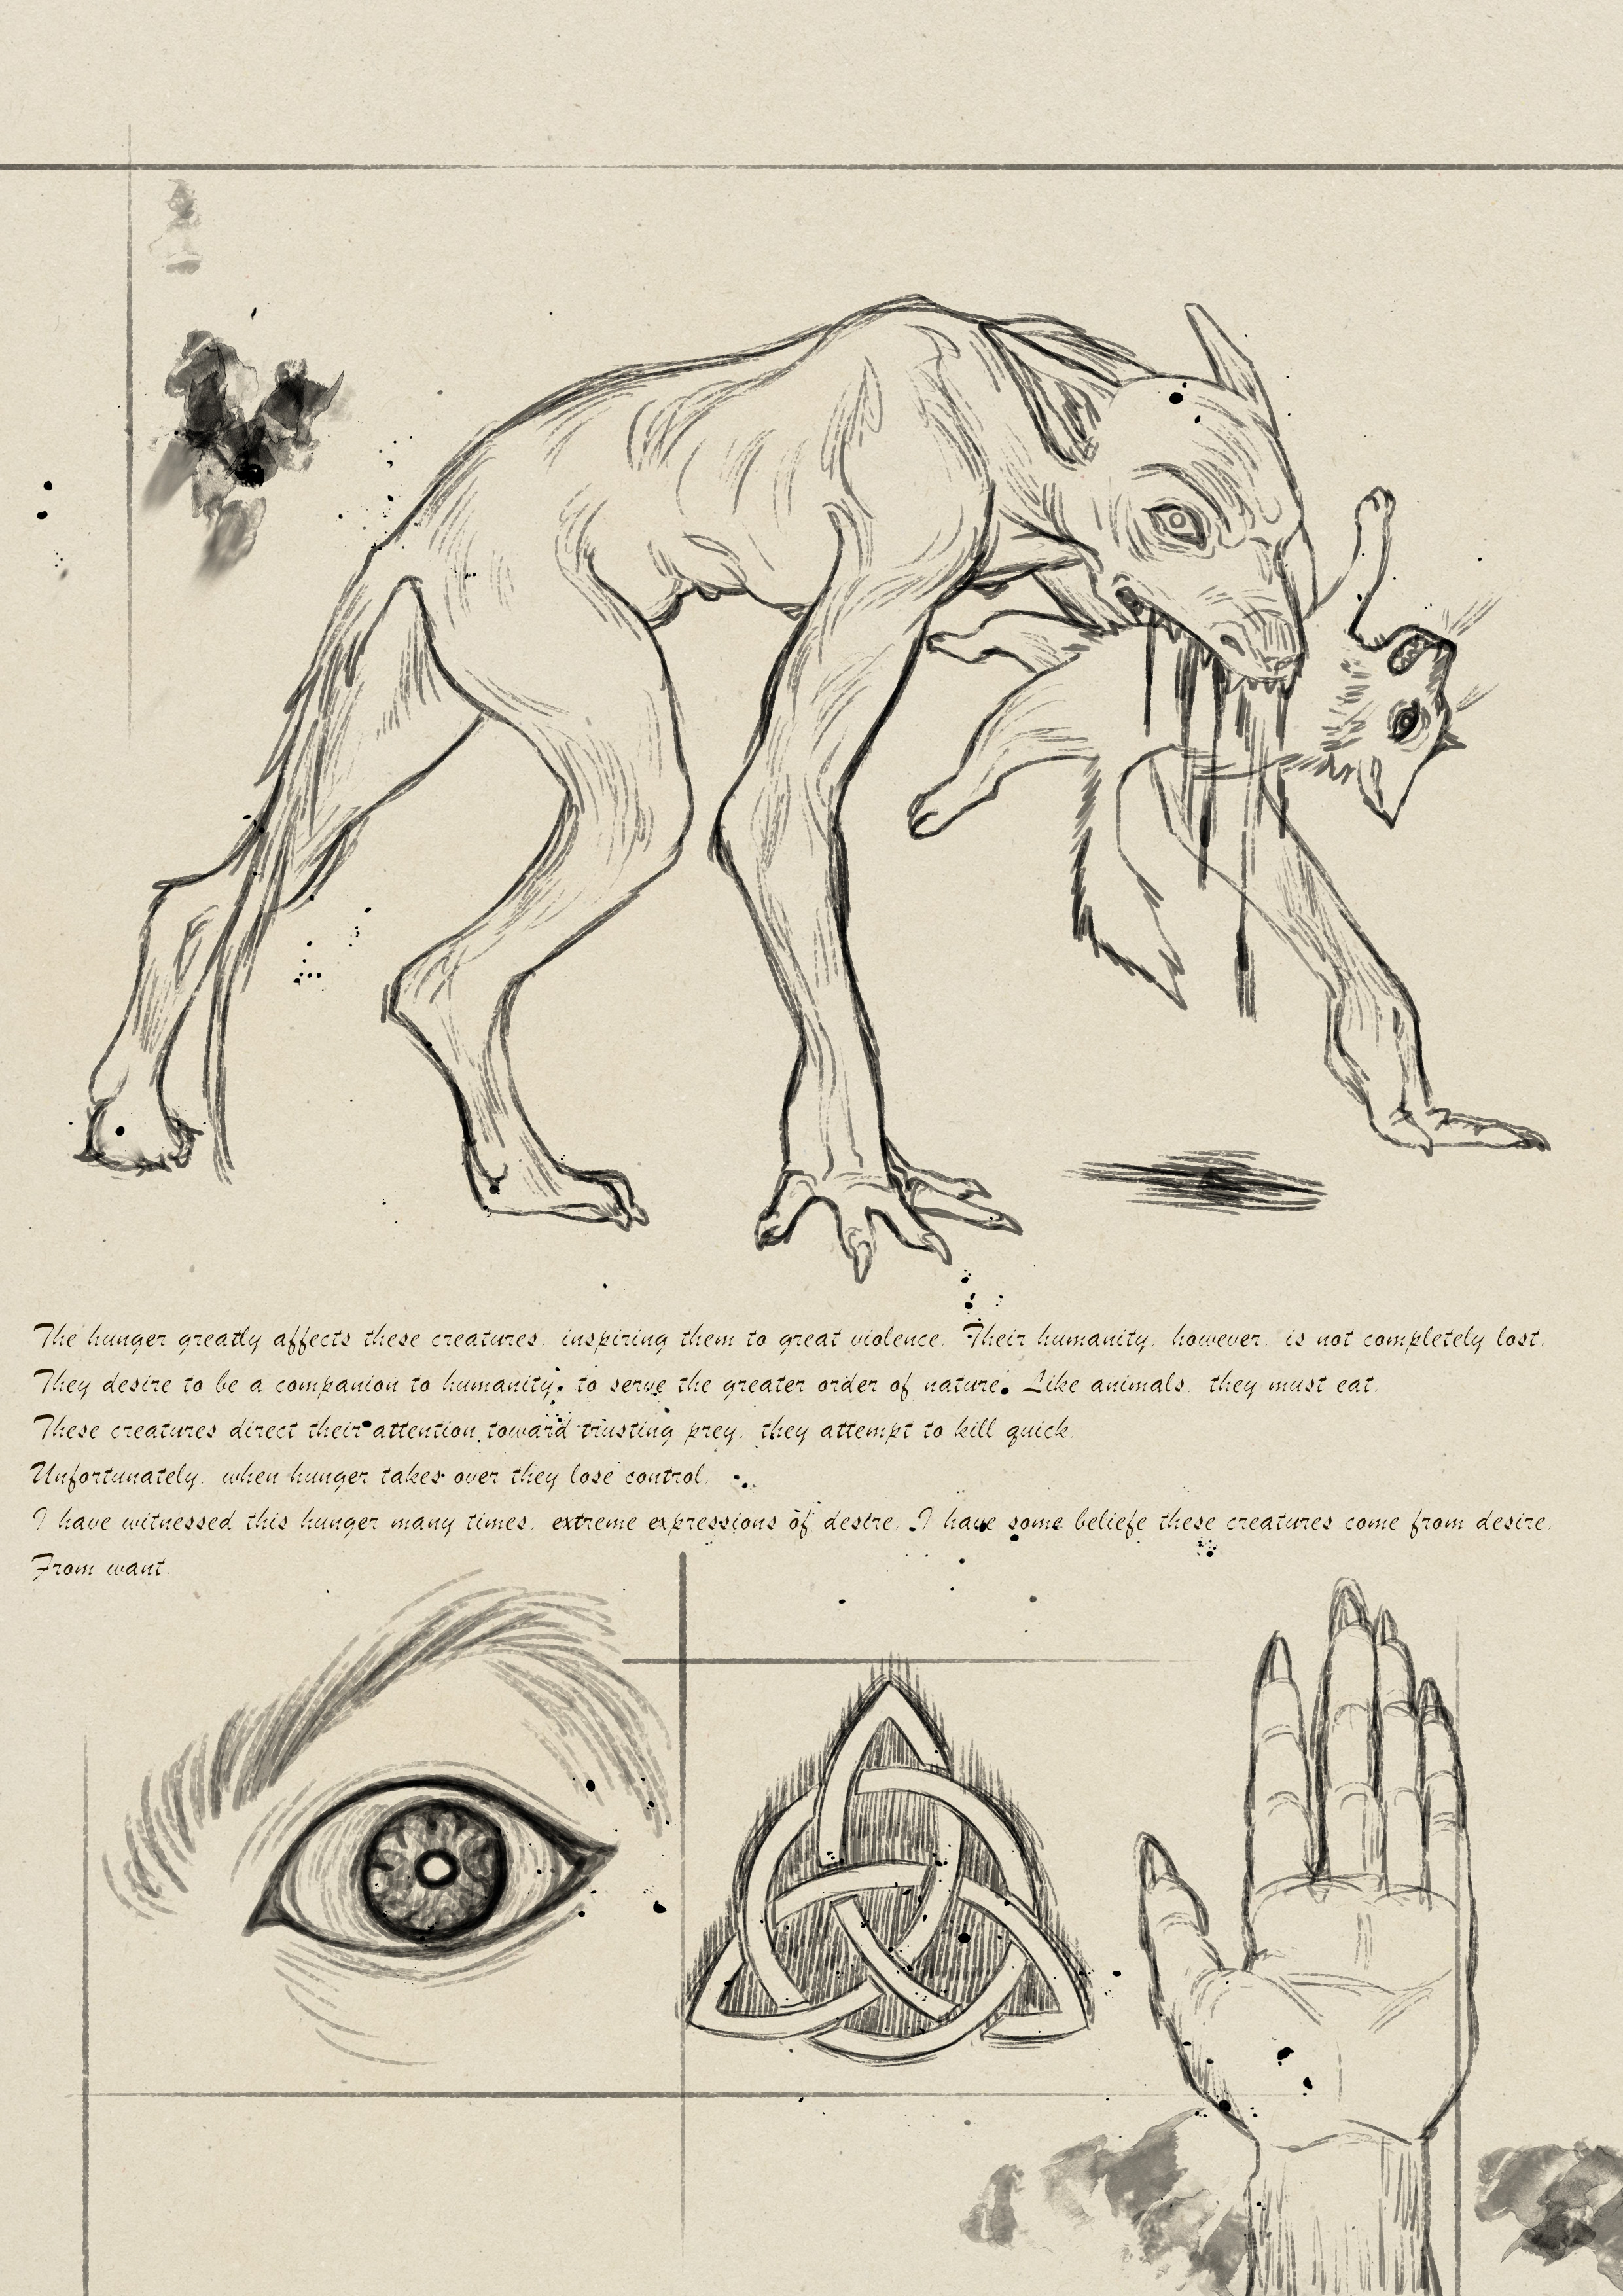 The hunger greatly affects these creatures, inspiring them to great violence. Their humanity, however, is not completely lost.
They desire to be a companion to humanity, to serve the greater order of nature. Like animals, they must eat.
These creatures direct their attention toward trusting prey, they attempt to kill quick.
Unfortunately, when hunger takes over they lose control.
I have witnessed this hunger many times, extreme expressions of desire. I have some beliefe these creatures come from desire.
From want.